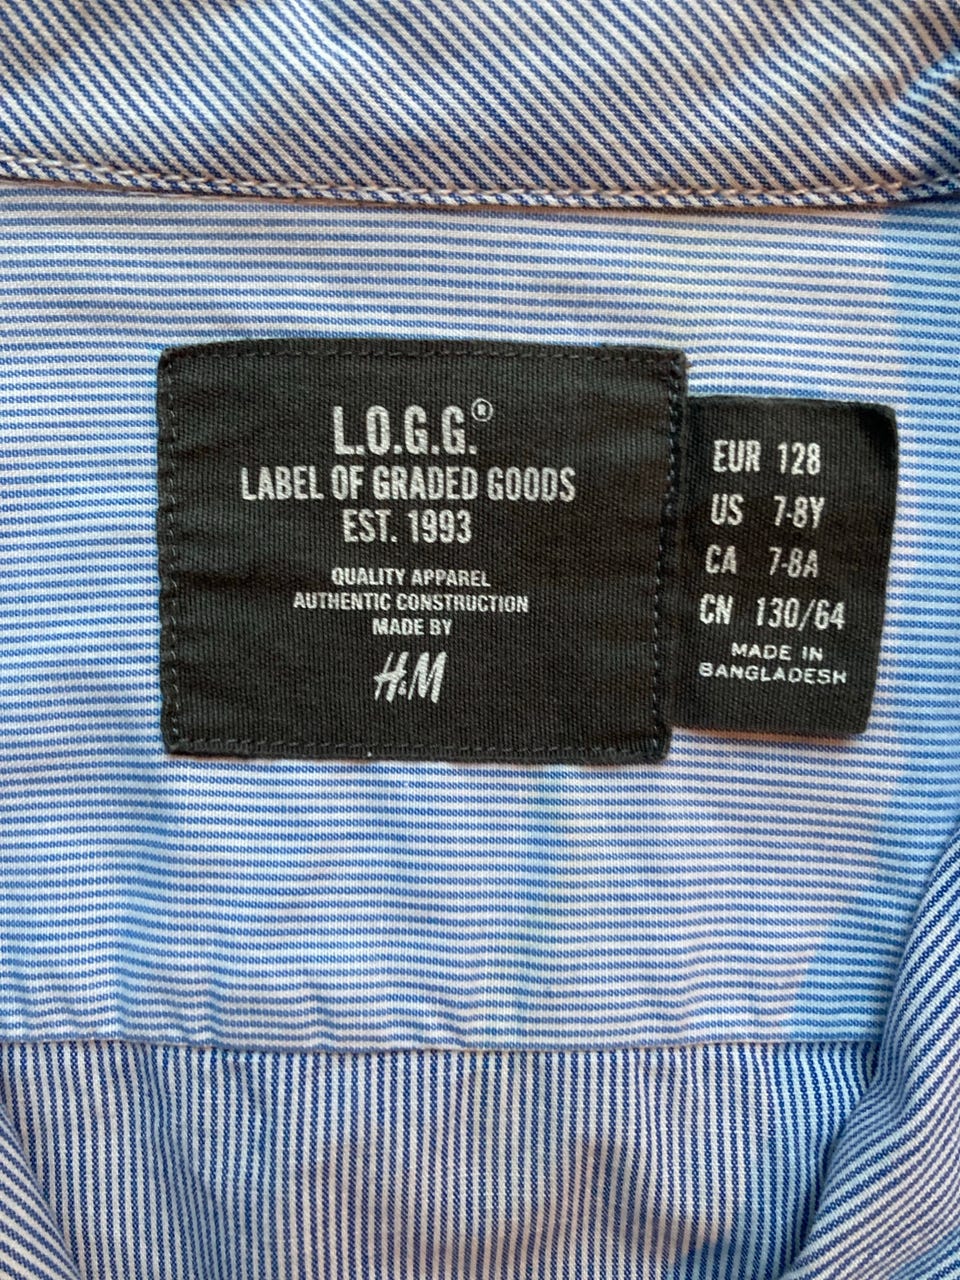 L.O.G.G.®
LABEL OF GRADED GOODS
EST. 1993
QUALITY APPAREL
AUTHENTIC CONSTRUCTION
MADE BY
H&M
EUR 128
US 7-8Y
CA 7-8A
CN 130/64
MADE IN
BANGLADESH